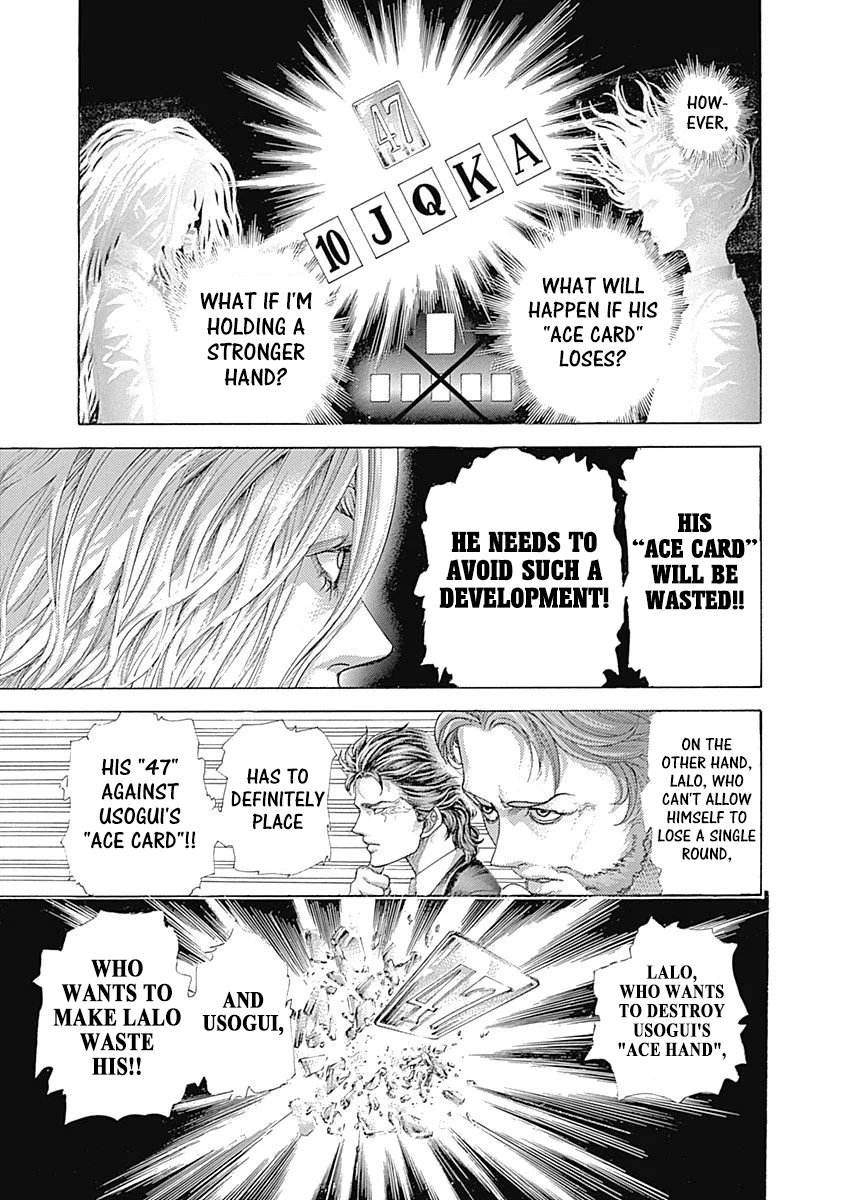 HOW-
EVER,
47
10 J Q K A
WHAT WILL
HAPPEN IF HIS
"ACE CARD"
LOSES?
WHAT IF I'M
HOLDING A
STRONGER
HAND?
HIS
“ACE CARD”
WILL BE
WASTED!!
HE NEEDS TO
AVOID SUCH A
DEVELOPMENT!
ON THE
OTHER HAND,
LALO, WHO
CAN'T ALLOW
HIMSELF TO
LOSE A SINGLE
ROUND,
HAS TO
DEFINITELY
PLACE
HIS "47"
AGAINST
USOGUI'S
"ACE CARD"!!
LALO,
WHO WANTS
TO DESTROY
USOGUI'S
"ACE HAND",
AND
USOGUI,
WHO
WANTS TO
MAKE LALO
WASTE
HIS!!